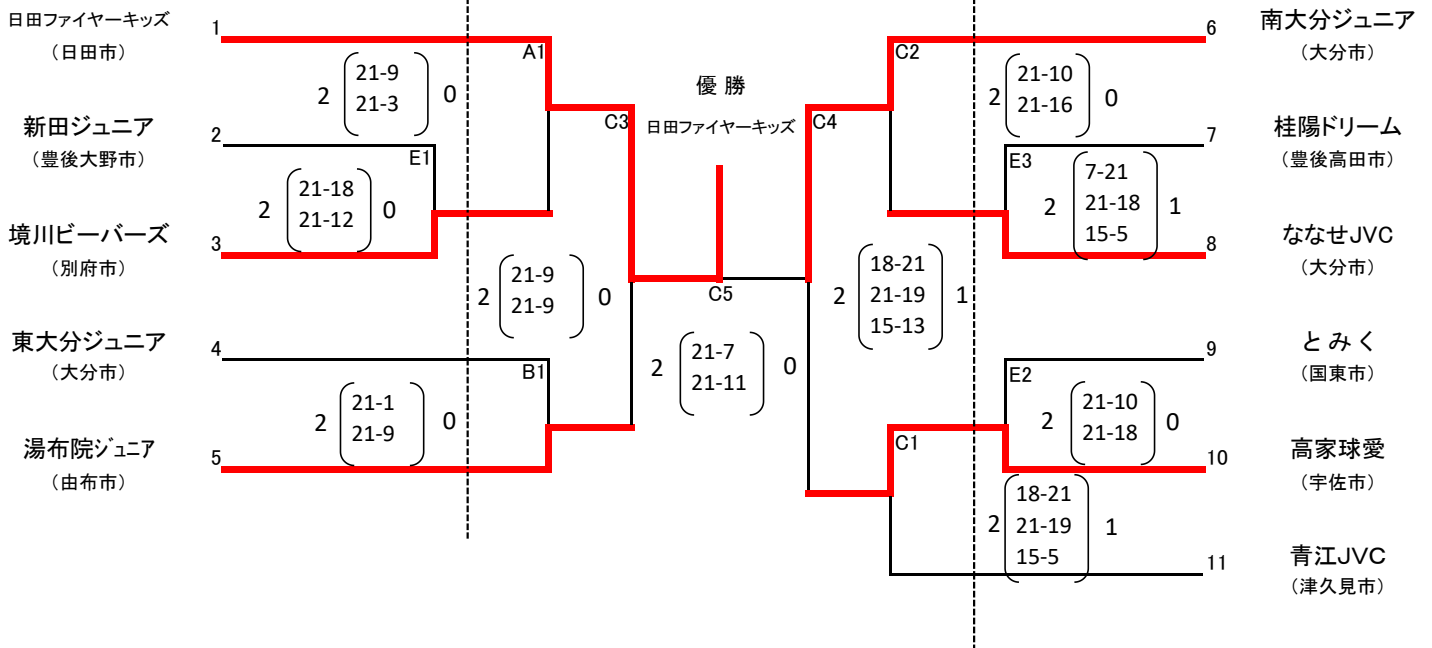 日田ファイヤーキッズ
（日田市）
1
A1
2
21-9
21-3
0
新田ジュニア
（豊後大野市）
2
E1
2
21-18
21-12
0
境川ビーバーズ
（別府市）
3
2
21-9
21-9
0
東大分ジュニア
（大分市）
4
B1
2
21-1
21-9
0
湯布院ジュニア
（由布市）
5
優 勝
日田ファイヤーキッズ
C3
C4
C5
2
21-7
21-11
0
南大分ジュニア
（大分市）
6
C2
2
21-10
21-16
0
桂陽ドリーム
（豊後高田市）
7
E3
2
7-21
21-18
15-5
1
ななせJVC
（大分市）
8
2
18-21
21-19
15-13
1
と み く
（国東市）
9
E2
2
21-10
21-18
0
高家球愛
（宇佐市）
10
C1
2
18-21
21-19
15-5
1
青江JVC
（津久見市）
11